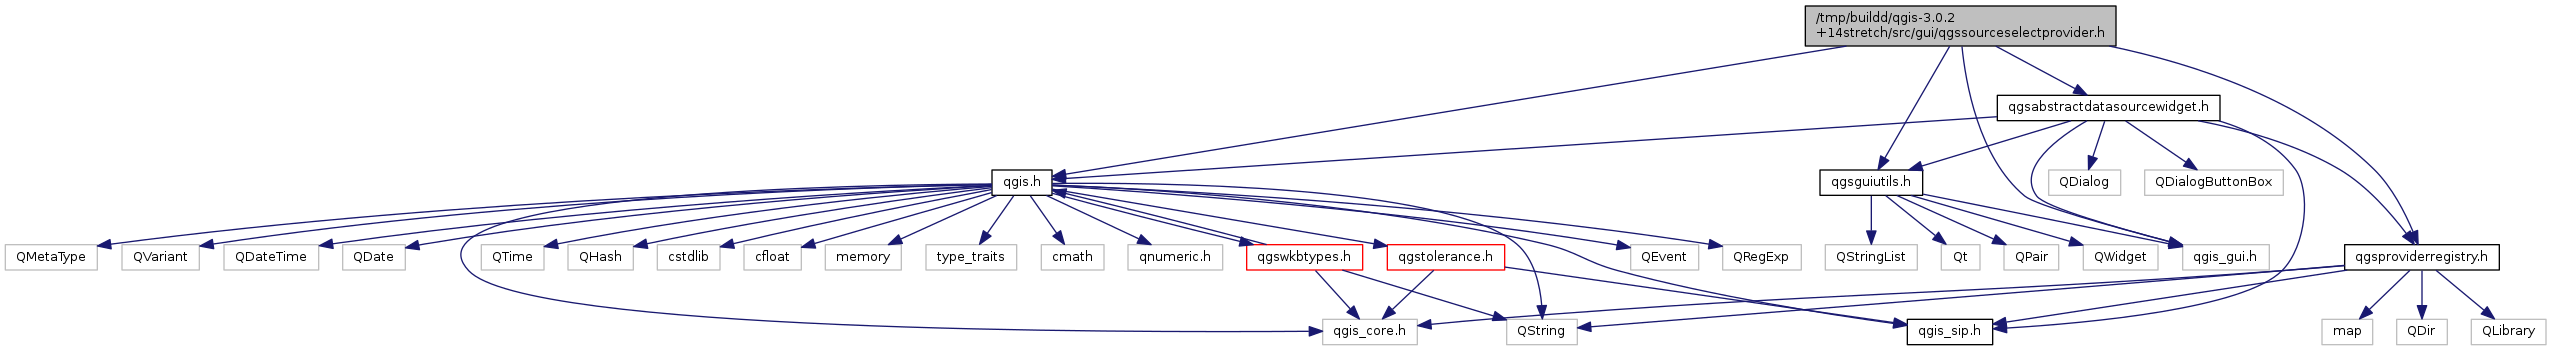 /tmp/buildd/qgis-3.0.2
+14stretch/src/gui/qgssourceselectprovider.h
qgsabstractdatasourcewidget.h
qgis.h
qgsguiutils.h
QDialog
QDialogButtonBox
QMetaType
QVariant
QDateTime
QDate
QTime
QHash
cstdlib
cfloat
memory
type_traits
cmath
qnumeric.h
qgswkbtypes.h
qgstolerance.h
QEvent
QRegExp
QStringList
Qt
QPair
QWidget
qgis_gui.h
qgsproviderregistry.h
qgis_core.h
QString
qgis_sip.h
map
QDir
QLibrary